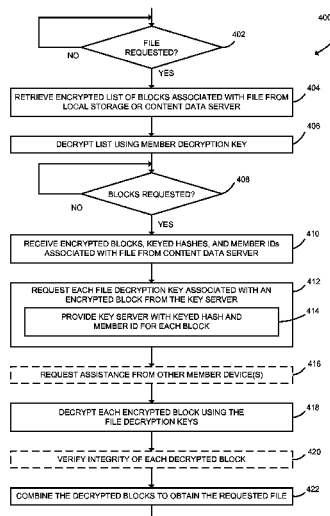 400
FILE
REQUESTED?
402
NO
YES
RETRIEVE ENCRYPTED LIST OF BLOCKS ASSOCIATED WITH FILE FROM
LOCAL STORAGE OR CONTENT DATA SERVER
404
DECRYPT LIST USING MEMBER DECRYPTION KEY
406
BLOCKS REQUESTED?
408
NO
YES
RECEIVE ENCRYPTED BLOCKS, KEYED HASHES, AND MEMBER IDs
ASSOCIATED WITH FILE FROM CONTENT DATA SERVER
410
REQUEST EACH FILE DECRYPTION KEY ASSOCIATED WITH AN
ENCRYPTED BLOCK FROM THE KEY SERVER
412
PROVIDE KEY SERVER WITH KEYED HASH AND
MEMBER ID FOR EACH BLOCK
414
REQUEST ASSISTANCE FROM OTHER MEMBER DEVICE(S)
416
DECRYPT EACH ENCRYPTED BLOCK USING THE
FILE DECRYPTION KEYS
418
VERIFY INTEGRITY OF EACH DECRYPTED BLOCK
420
COMBINE THE DECRYPTED BLOCKS TO OBTAIN THE REQUESTED FILE
422